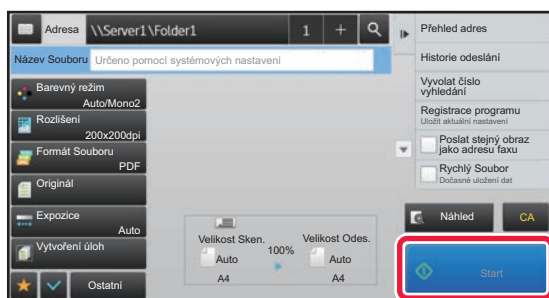 Adresa \\Server1\Folder1 1 +
Název Souboru Určeno pomocí systémových nastavení
Barevný režim
Auto/Mono2
Rozlišení
200x200dpi
Formát Souboru
PDF
Originál
Expozice
Auto
Vytvoření úloh
Ostatní
Velikost Sken.
Auto
A4
100%
Velikost Odes.
Auto
A4
Přehled adres
Historie odeslání
Vyvolat číslo
vyhledání
Registrace programu
Uložit aktuální nastavení
Poslat stejný obraz
jako adresu faxu
Rychlý Soubor
Dočasné uložení dat
Náhled
CA
Start